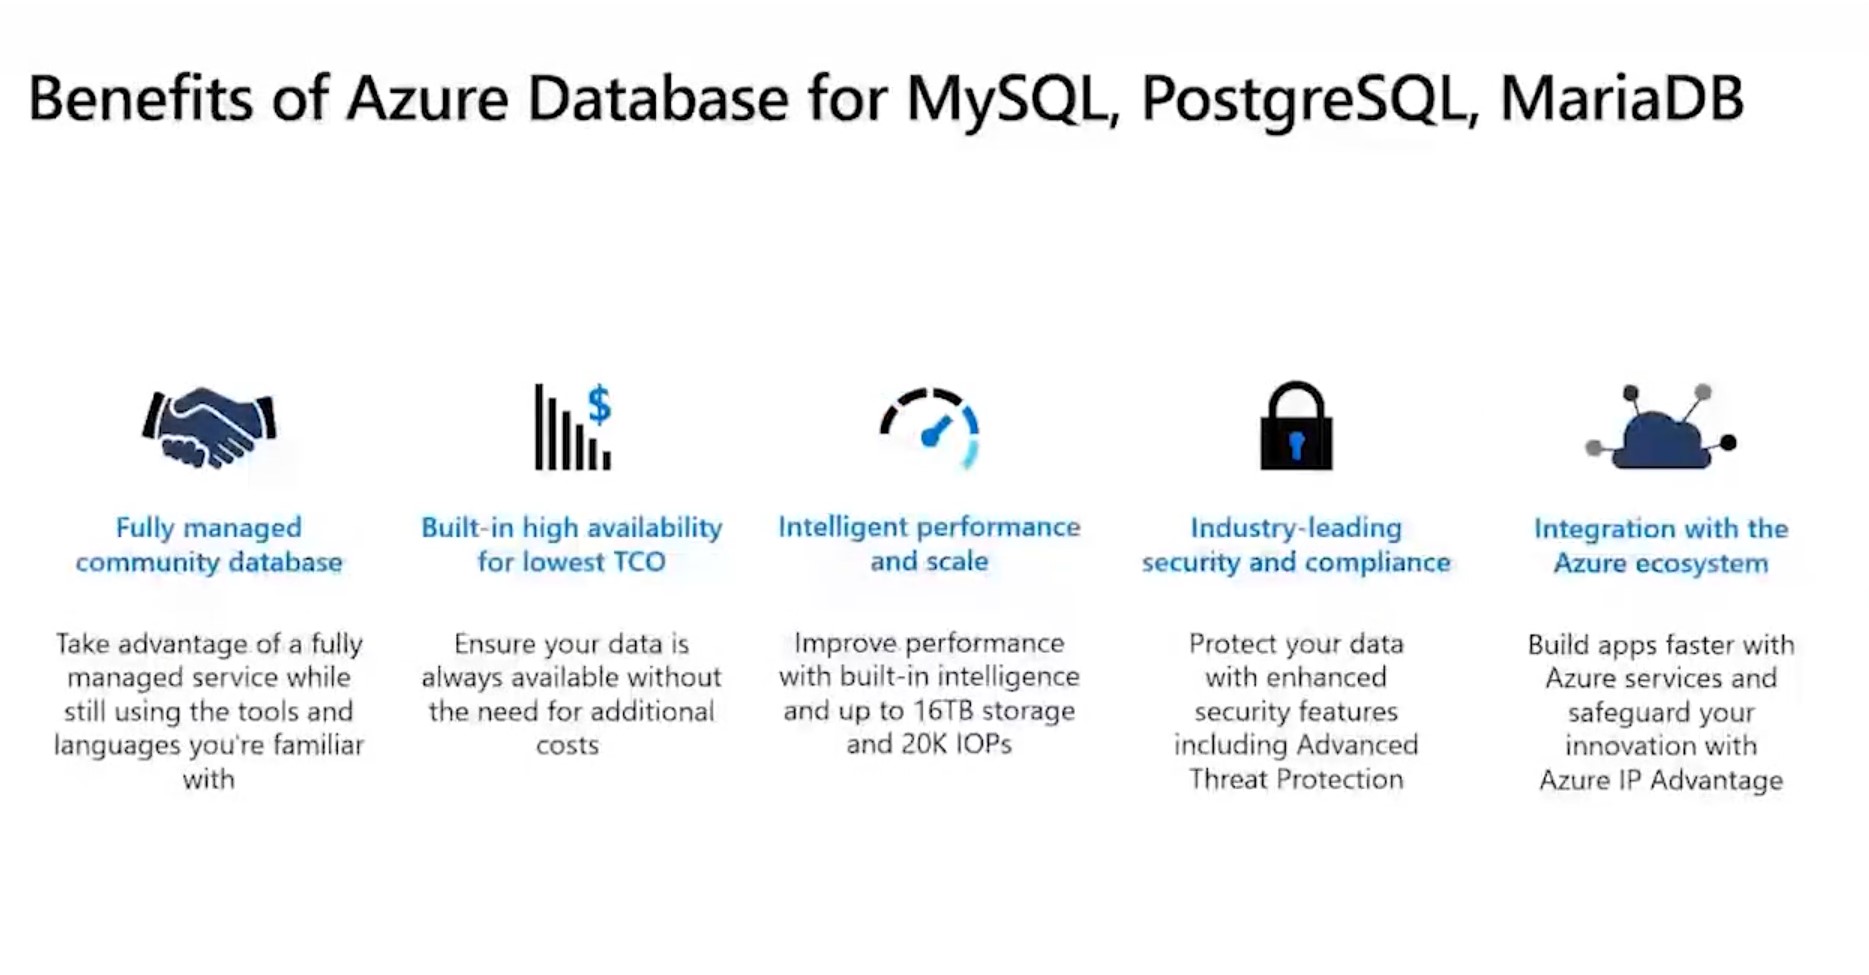 Benefits of Azure Database for MySQL, PostgreSQL, MariaDB
$
Fully managed
community database
Take advantage of a fully
managed service while
still using the tools and
languages you're familiar
with
Built-in high availability
for lowest TCO
Ensure your data is
always available without
the need for additional
costs
Intelligent performance
and scale
Improve performance
with built-in intelligence
and up to 16TB storage
and 20K IOPs
Industry-leading
security and compliance
Protect your data
with enhanced
security features
including Advanced
Threat Protection
Integration with the
Azure ecosystem
Build apps faster with
Azure services and
safeguard your
innovation with
Azure IP Advantage